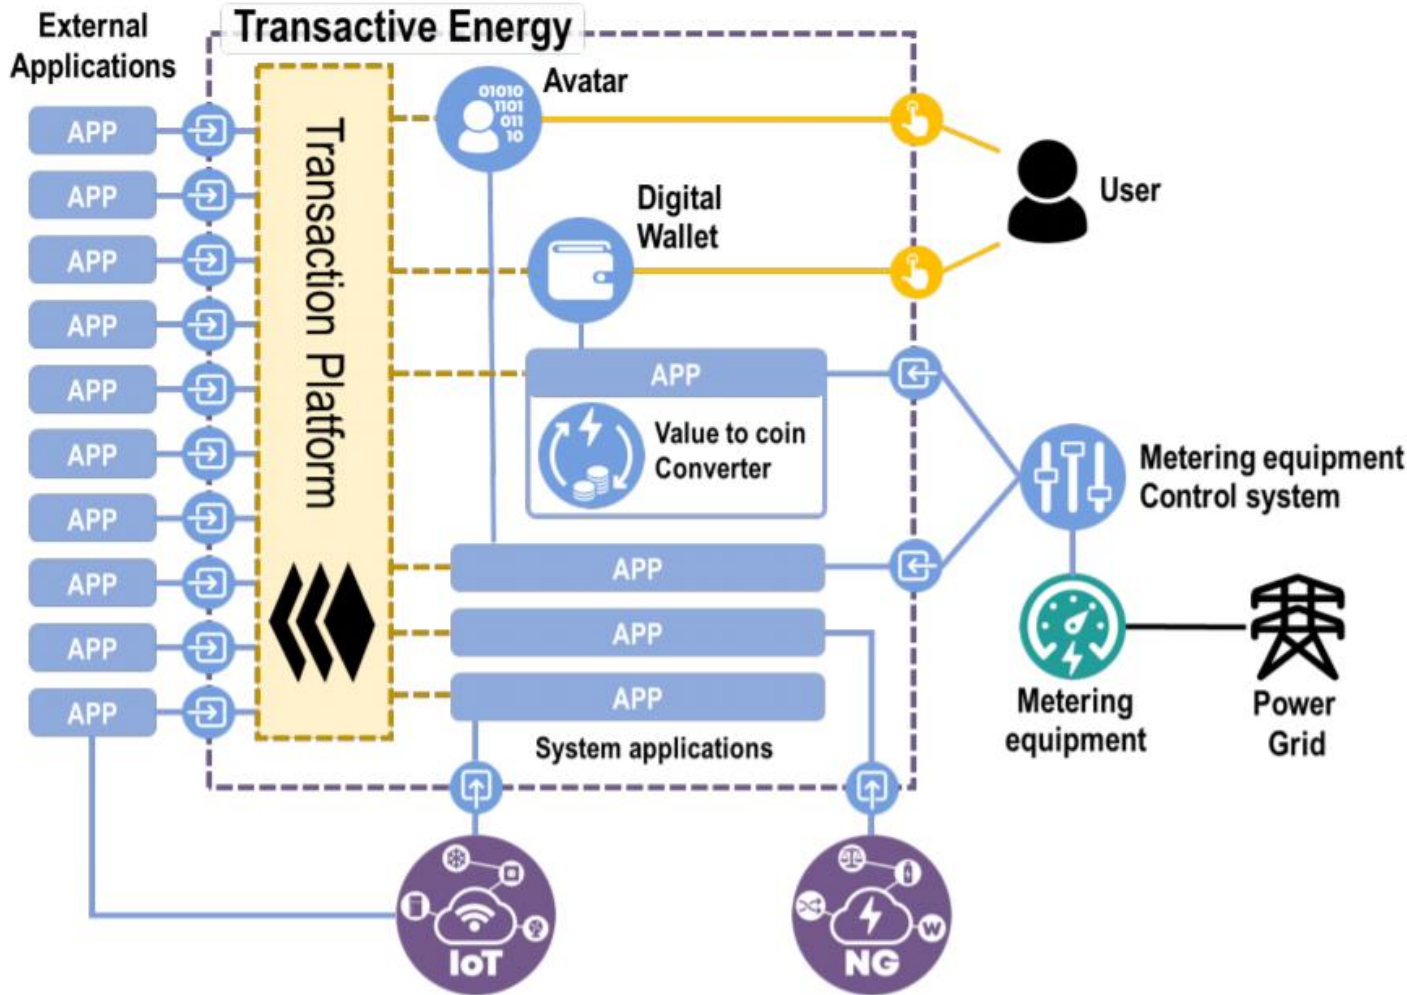 External
Applications
Transactive Energy
APP
APP
APP
APP
APP
APP
APP
APP
APP
APP
Transaction Platform
01010
1101
011
10
Avatar
Digital
Wallet
User
APP
Value to coin
Converter
APP
APP
APP
System applications
Metering equipment
Control system
Metering
equipment
Power
Grid
IoT
W
NG